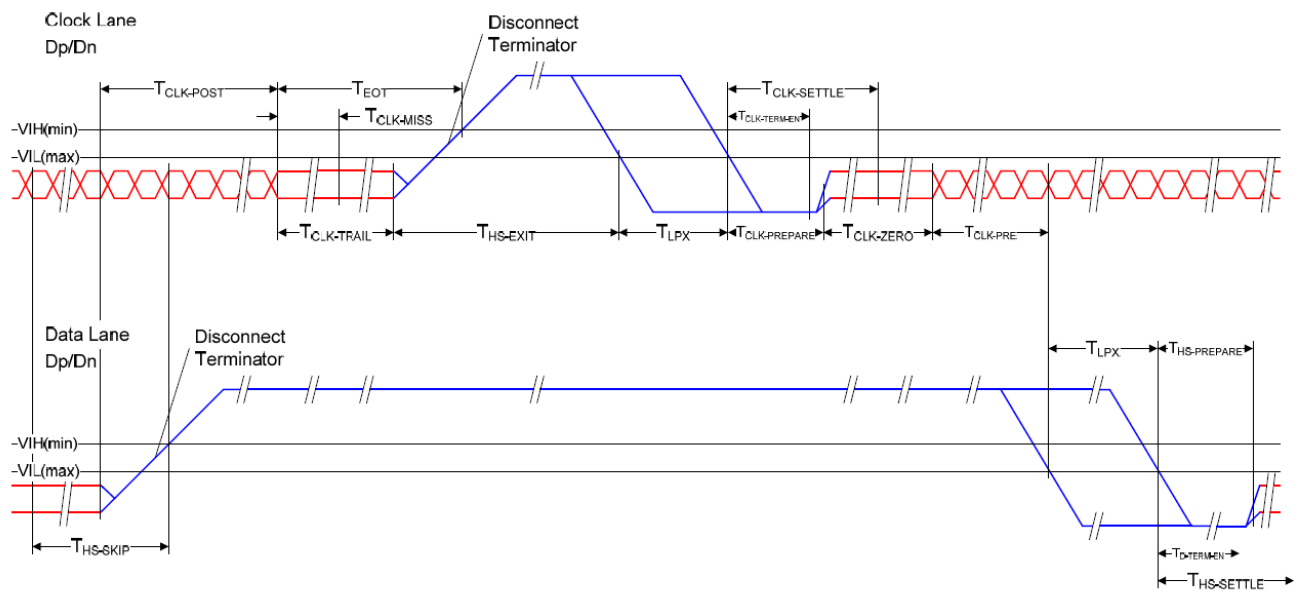 Clock Lane
Dp/Dn
Disconnect
Terminator
TCLK-POST
TEOT
TCLK-SETTLE
TCLK-MISS
TCLK-TERM-EN
VIH(min)
VIL(max)
TCLK-TRAIL
THS-EXIT
TLPX
TCLK-PREPARE
TCLK-ZERO
TCLK-PRE
Data Lane
Dp/Dn
Disconnect
Terminator
TLPX
THS-PREPARE
VIH(min)
VIL(max)
THS-SKIP
TD-TERM-EN
THS-SETTLE